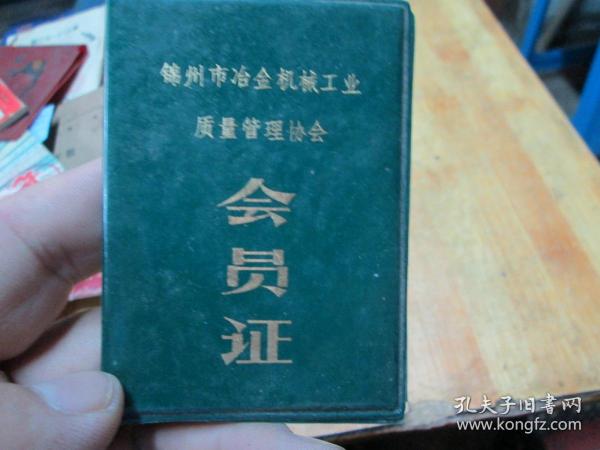 锦州市冶金机械工业
质量管理协会
会
员
证
孔夫子旧书网
www.kongfz.com